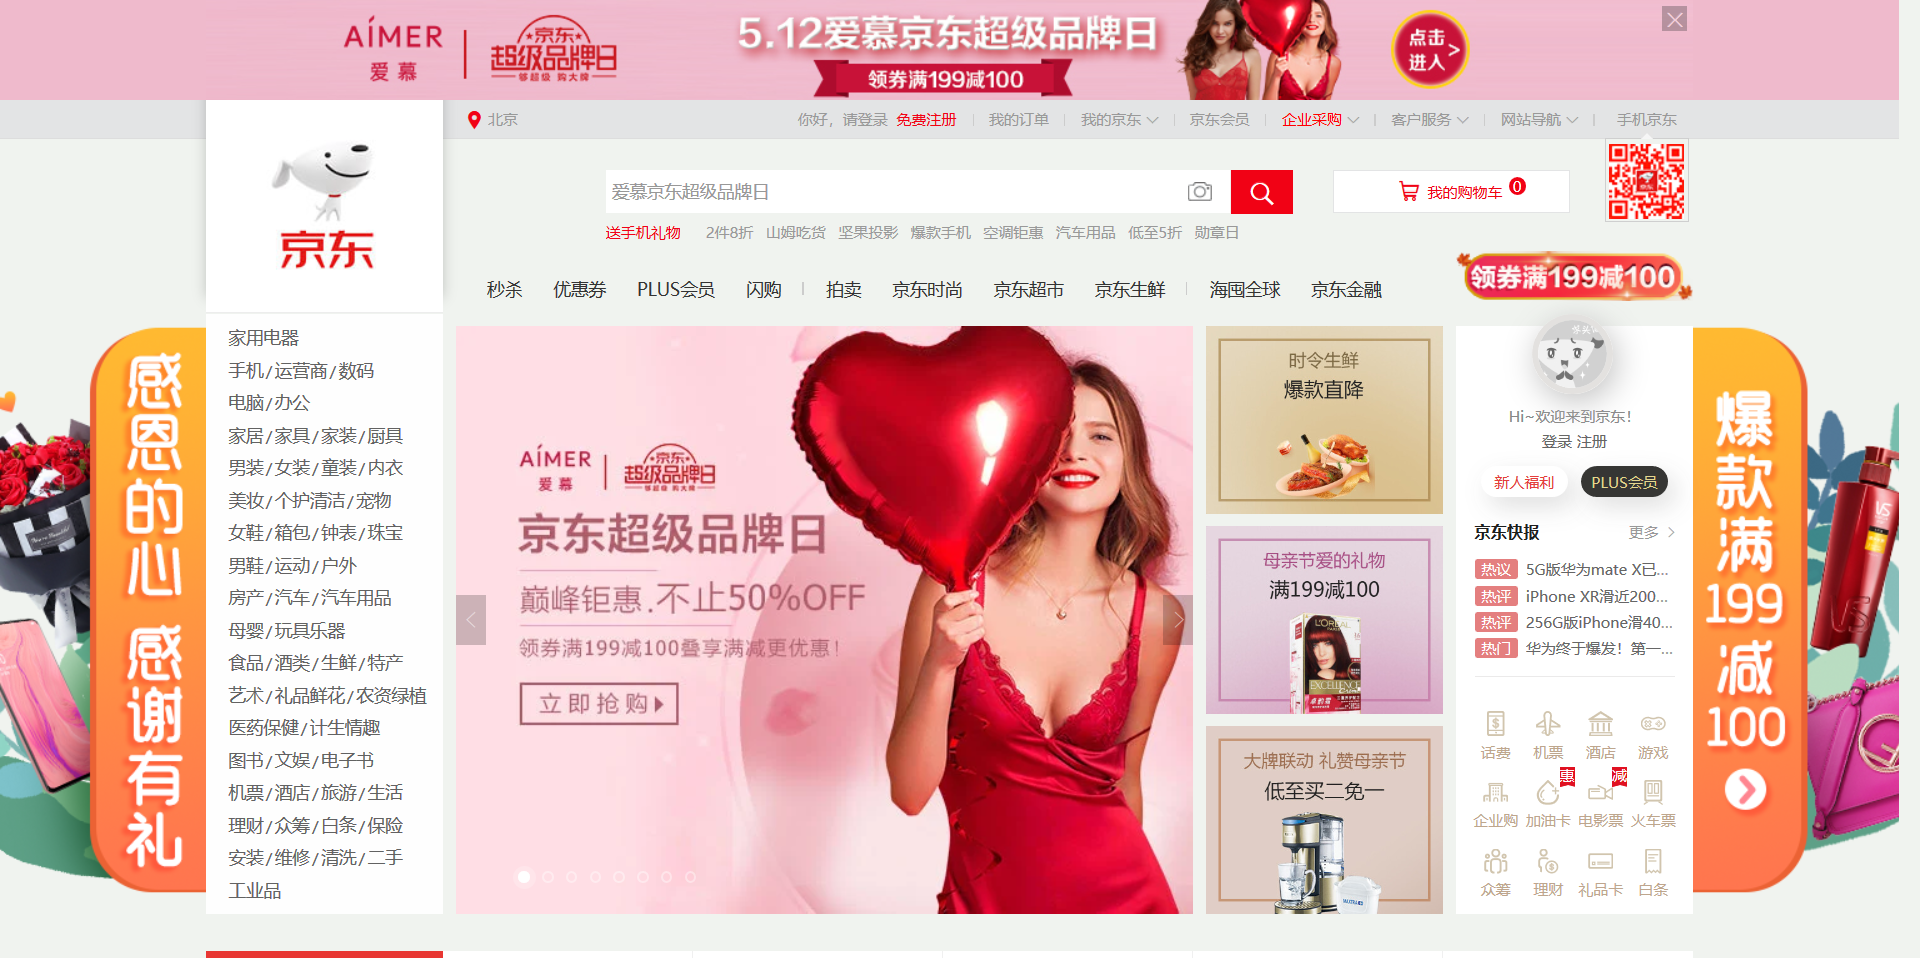 AIMER
爱慕
京东
超级品牌日
够超级 购大牌
5.12爱慕京东超级品牌日
领券满199减100
点击
进入
>
北京
你好，请登录 免费注册 我的订单 我的京东 京东会员 企业采购 客户服务 网站导航 手机京东
京东
爱慕京东超级品牌日
我的购物车 0
送手机礼物 2件8折 山姆吃货 坚果投影 爆款手机 空调钜惠 汽车用品 低至5折 勋章日
秒杀 优惠券 PLUS会员 闪购 拍卖 京东时尚 京东超市 京东生鲜 海囤全球 京东金融
领券满199减100
感恩的心 感谢有礼
家用电器
手机/运营商/数码
电脑/办公
家居/家具/家装/厨具
男装/女装/童装/内衣
美妆/个护清洁/宠物
女鞋/箱包/钟表/珠宝
男鞋/运动/户外
房产/汽车/汽车用品
母婴/玩具乐器
食品/酒类/生鲜/特产
艺术/礼品鲜花/农资绿植
医药保健/计生情趣
图书/文娱/电子书
机票/酒店/旅游/生活
理财/众筹/白条/保险
安装/维修/清洗/二手
工业品
AIMER
爱慕
京东
超级品牌日
够超级 购大牌
京东超级品牌日
巅峰钜惠.不止50%OFF
领券满199减100叠享满减更优惠！
立即抢购
时令生鲜
爆款直降
母亲节爱的礼物
满199减100
L'OREAL
EXCELLENCE
大牌联动 礼赞母亲节
低至买二免一
MAXTRA
Hi~欢迎来到京东！
登录 注册
新人福利 PLUS会员
京东快报 更多
热议 5G版华为mate X已...
热评 iPhone XR滑近200...
热评 256G版iPhone滑40...
热门 华为终于爆发！第一...
话费 机票 酒店 游戏
惠 减
企业购 加油卡 电影票 火车票
众筹 理财 礼品卡 白条
爆款满199减100
VS
VS